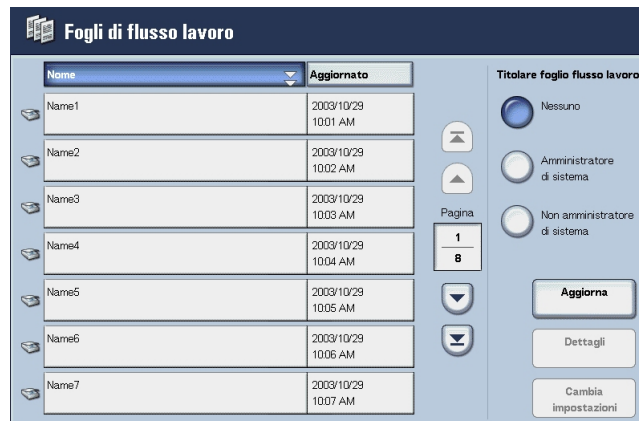 Fogli di flusso lavoro
Nome
Aggiornato
Name1
2003/10/29
10:01 AM
Name2
2003/10/29
10:02 AM
Name3
2003/10/29
10:03 AM
Name4
2003/10/29
10:04 AM
Name5
2003/10/29
10:05 AM
Name6
2003/10/29
10:06 AM
Name7
2003/10/29
10:07 AM
Pagina
1
8
Titolare foglio flusso lavoro
Nessuno
Amministratore
di sistema
Non amministratore
di sistema
Aggiorna
Dettagli
Cambia
impostazioni